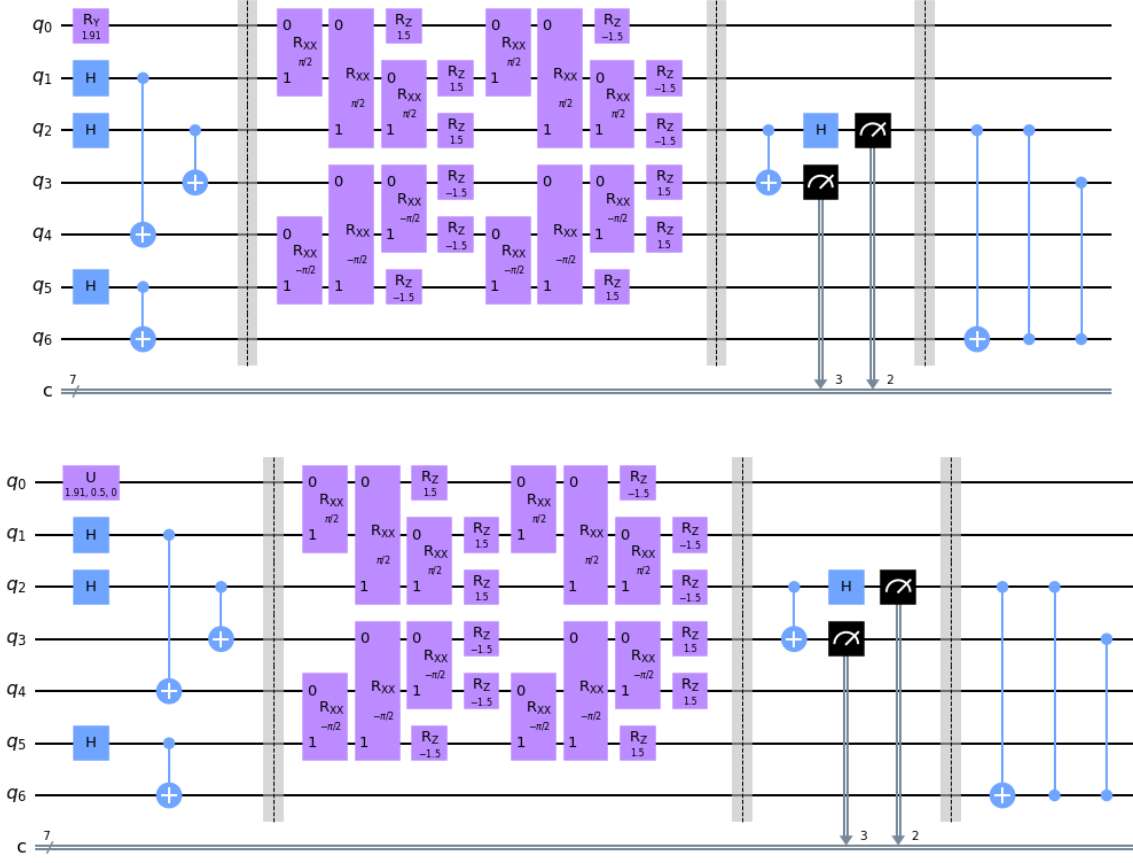 q0 RY 1.91 0 RXX π/2 0 RZ 1.5 0 RXX π/2 0 RZ −1.5
q1 H 1 RXX π/2 0 RXX π/2 RZ 1.5 1 RXX π/2 0 RXX π/2 RZ −1.5
q2 H 1 1 RZ 1.5 1 1 RZ −1.5 H
q3 0 0 RXX −π/2 RZ −1.5 0 0 RXX −π/2 RZ 1.5
q4 0 RXX −π/2 RXX −π/2 1 RZ −1.5 0 RXX −π/2 RXX −π/2 1 RZ 1.5
q5 H 1 1 RZ −1.5 1 1 RZ 1.5
q6
c 7 3 2
q0 U 1.91, 0.5, 0 0 RXX π/2 0 RZ 1.5 0 RXX π/2 0 RZ −1.5
q1 H 1 RXX π/2 0 RXX π/2 RZ 1.5 1 RXX π/2 0 RXX π/2 RZ −1.5
q2 H 1 1 RZ 1.5 1 1 RZ −1.5 H
q3 0 0 RXX −π/2 RZ −1.5 0 0 RXX −π/2 RZ 1.5
q4 0 RXX −π/2 RXX −π/2 1 RZ −1.5 0 RXX −π/2 RXX −π/2 1 RZ 1.5
q5 H 1 1 RZ −1.5 1 1 RZ 1.5
q6
c 7 3 2